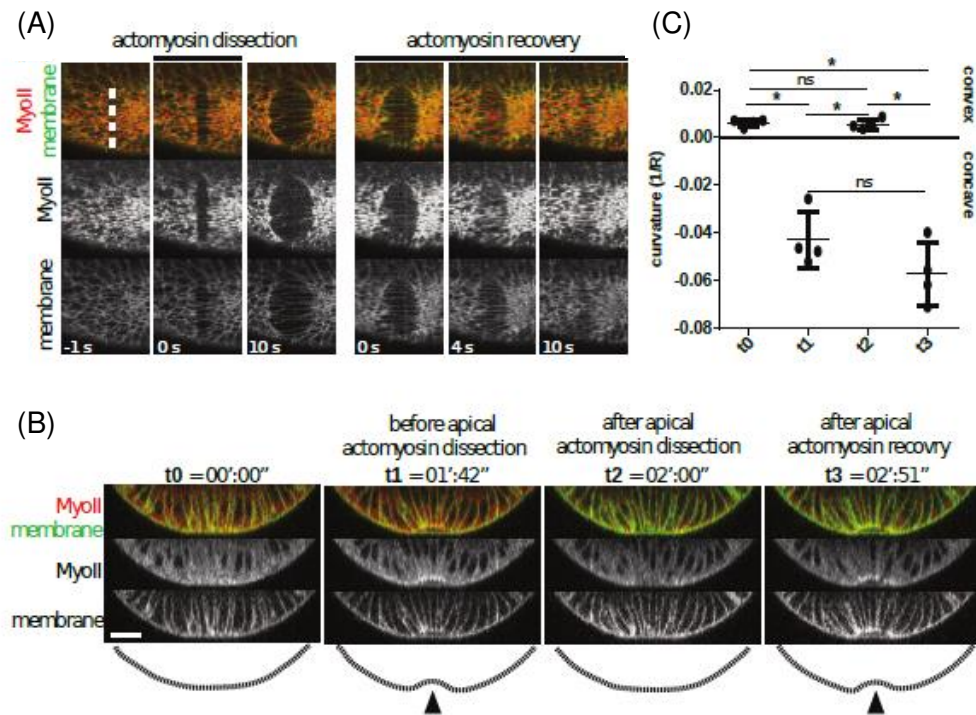 (A)
actomyosin dissection
actomyosin recovery
MyoII
membrane
MyoII
membrane
-1 s
0 s
10 s
0 s
4 s
10 s
(C)
*
ns
*
*
*
ns
0.02
0.00
-0.02
-0.04
-0.06
-0.08
curvature (1/R)
convex
concave
t0
t1
t2
t3
(B)
before apical
actomyosin dissection
after apical
actomyosin dissection
after apical
actomyosin recovry
t0 =00':00"
t1 =01':42"
t2 =02':00"
t3 =02':51"
MyoII
membrane
MyoII
membrane